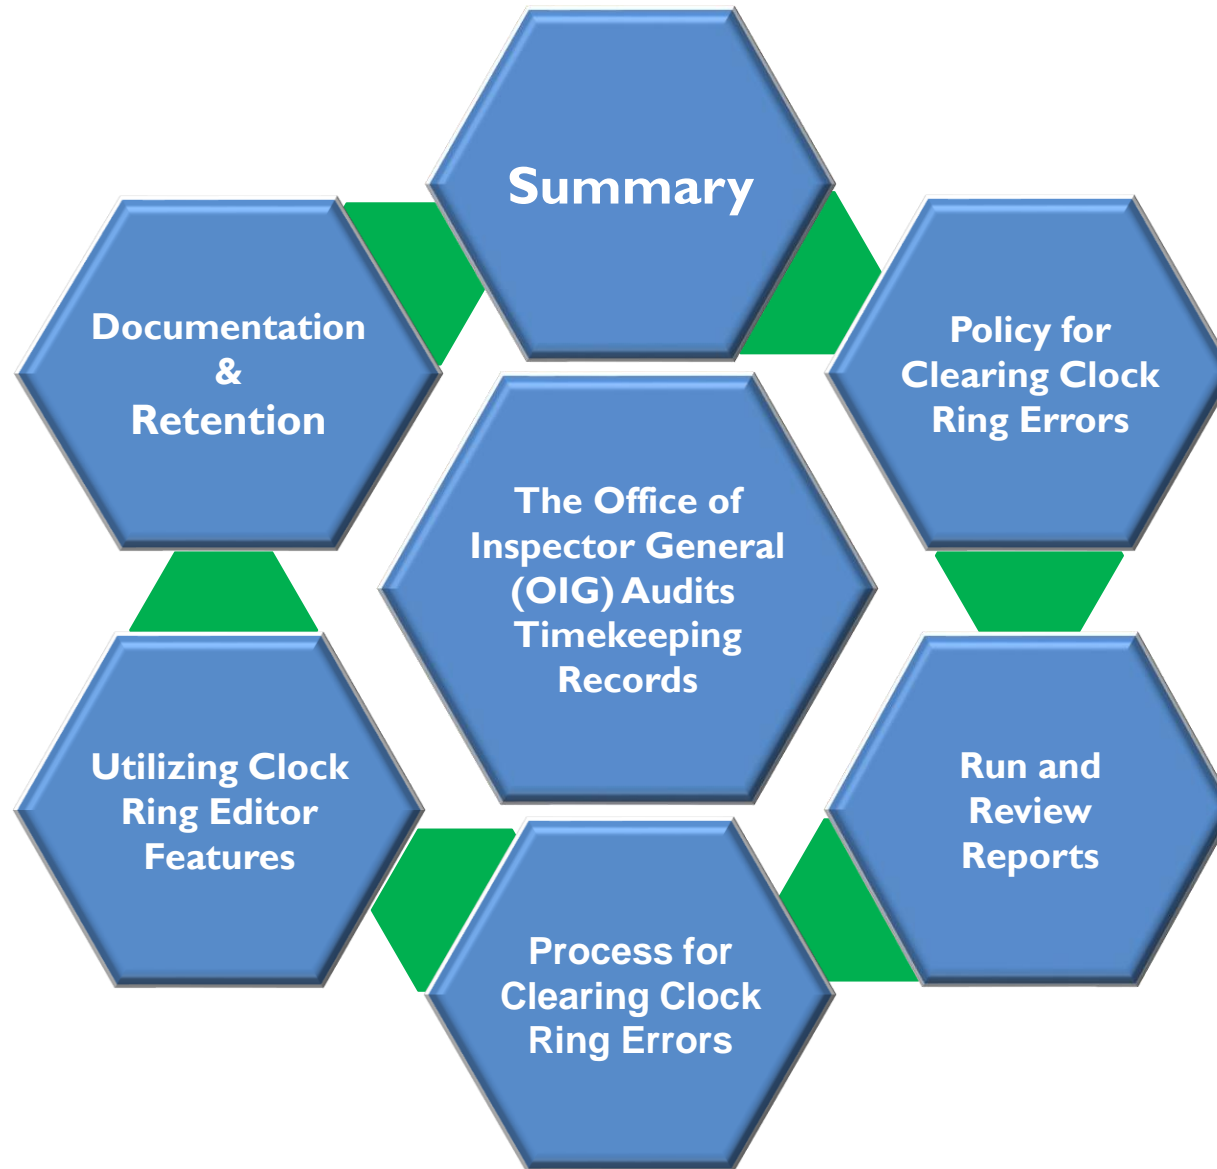 Summary
Documentation
&
Retention
Policy for
Clearing Clock
Ring Errors
The Office of
Inspector General
(OIG) Audits
Timekeeping
Records
Utilizing Clock
Ring Editor
Features
Run and
Review
Reports
Process for
Clearing Clock
Ring Errors